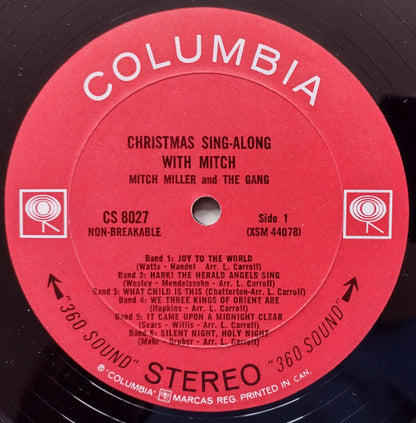 COLUMBIA
CHRISTMAS SING-ALONG
WITH MITCH
MITCH MILLER and THE GANG
CS 8027
NON-BREAKABLE
Side 1
(XSM 44078)
Band 1: JOY TO THE WORLD
(Watts - Handel Arr. L. Carroll)
Band 2: HARK! THE HERALD ANGELS SING
(Wesley - Mendelssohn - Arr. L. Carroll)
Band 3: WHAT CHILD IS THIS (Chatterton-Arr. L. Carroll)
Band 4: WE THREE KINGS OF ORIENT ARE
(Hopkins - Arr. L. Carroll)
Band 5: IT CAME UPON A MIDNIGHT CLEAR
(Sears - Willis - Arr. L. Carroll)
Band 6: SILENT NIGHT, HOLY NIGHT
(Mohr - Gruber - Arr. L. Carroll)
"360 SOUND" STEREO "360 SOUND"
® "COLUMBIA", MARCAS REG. PRINTED IN CAN.